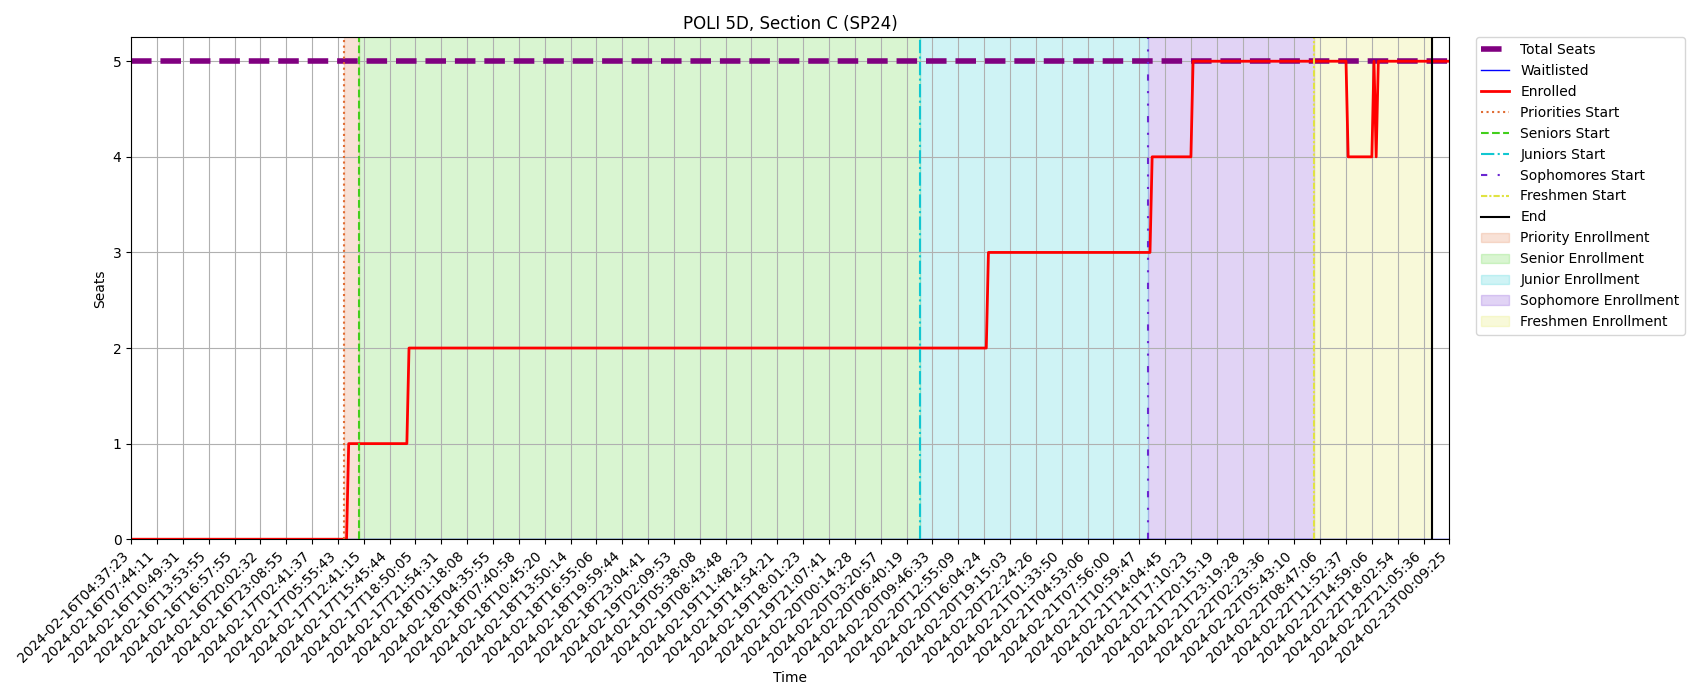 POLI 5D, Section C (SP24)
Seats
5
4
3
2
1
0
2024-02-16T04:37:23
2024-02-16T07:44:11
2024-02-16T10:49:31
2024-02-16T13:53:55
2024-02-16T16:57:55
2024-02-16T20:02:32
2024-02-16T23:08:55
2024-02-17T02:41:37
2024-02-17T05:55:43
2024-02-17T12:41:15
2024-02-17T15:45:44
2024-02-17T18:50:05
2024-02-17T21:54:31
2024-02-18T01:18:08
2024-02-18T04:35:55
2024-02-18T07:40:58
2024-02-18T10:45:20
2024-02-18T13:50:14
2024-02-18T16:55:06
2024-02-18T19:59:44
2024-02-18T23:04:41
2024-02-19T02:09:53
2024-02-19T05:38:08
2024-02-19T08:43:48
2024-02-19T11:48:23
2024-02-19T14:54:21
2024-02-19T18:01:23
2024-02-19T21:07:41
2024-02-20T00:14:28
2024-02-20T03:20:57
2024-02-20T06:40:19
2024-02-20T09:46:33
2024-02-20T12:55:09
2024-02-20T16:04:24
2024-02-20T19:15:03
2024-02-20T22:24:26
2024-02-21T01:33:50
2024-02-21T04:53:06
2024-02-21T07:56:00
2024-02-21T10:59:47
2024-02-21T14:04:45
2024-02-21T17:10:23
2024-02-21T20:15:19
2024-02-21T23:19:28
2024-02-22T02:23:36
2024-02-22T05:43:10
2024-02-22T08:47:06
2024-02-22T11:52:37
2024-02-22T14:59:06
2024-02-22T18:02:54
2024-02-22T21:05:36
2024-02-23T00:09:25
Time
Total Seats
Waitlisted
Enrolled
Priorities Start
Seniors Start
Juniors Start
Sophomores Start
Freshmen Start
End
Priority Enrollment
Senior Enrollment
Junior Enrollment
Sophomore Enrollment
Freshmen Enrollment